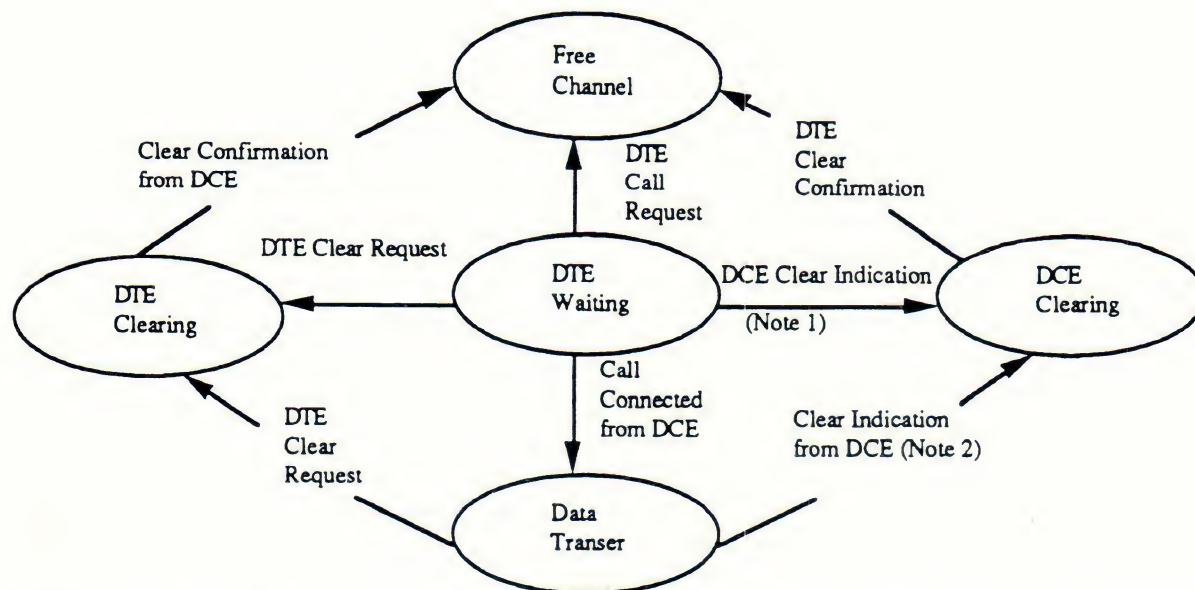 Free
Channel
Clear Confirmation
from DCE
DTE
Clear
Confirmation
DTE
Call
Request
DTE Clear Request
DTE
Clearing
DTE
Waiting
DCE Clear Indication
(Note 1)
DCE
Clearing
Call
Connected
from DCE
DTE
Clear
Request
Clear Indication
from DCE (Note 2)
Data
Transer